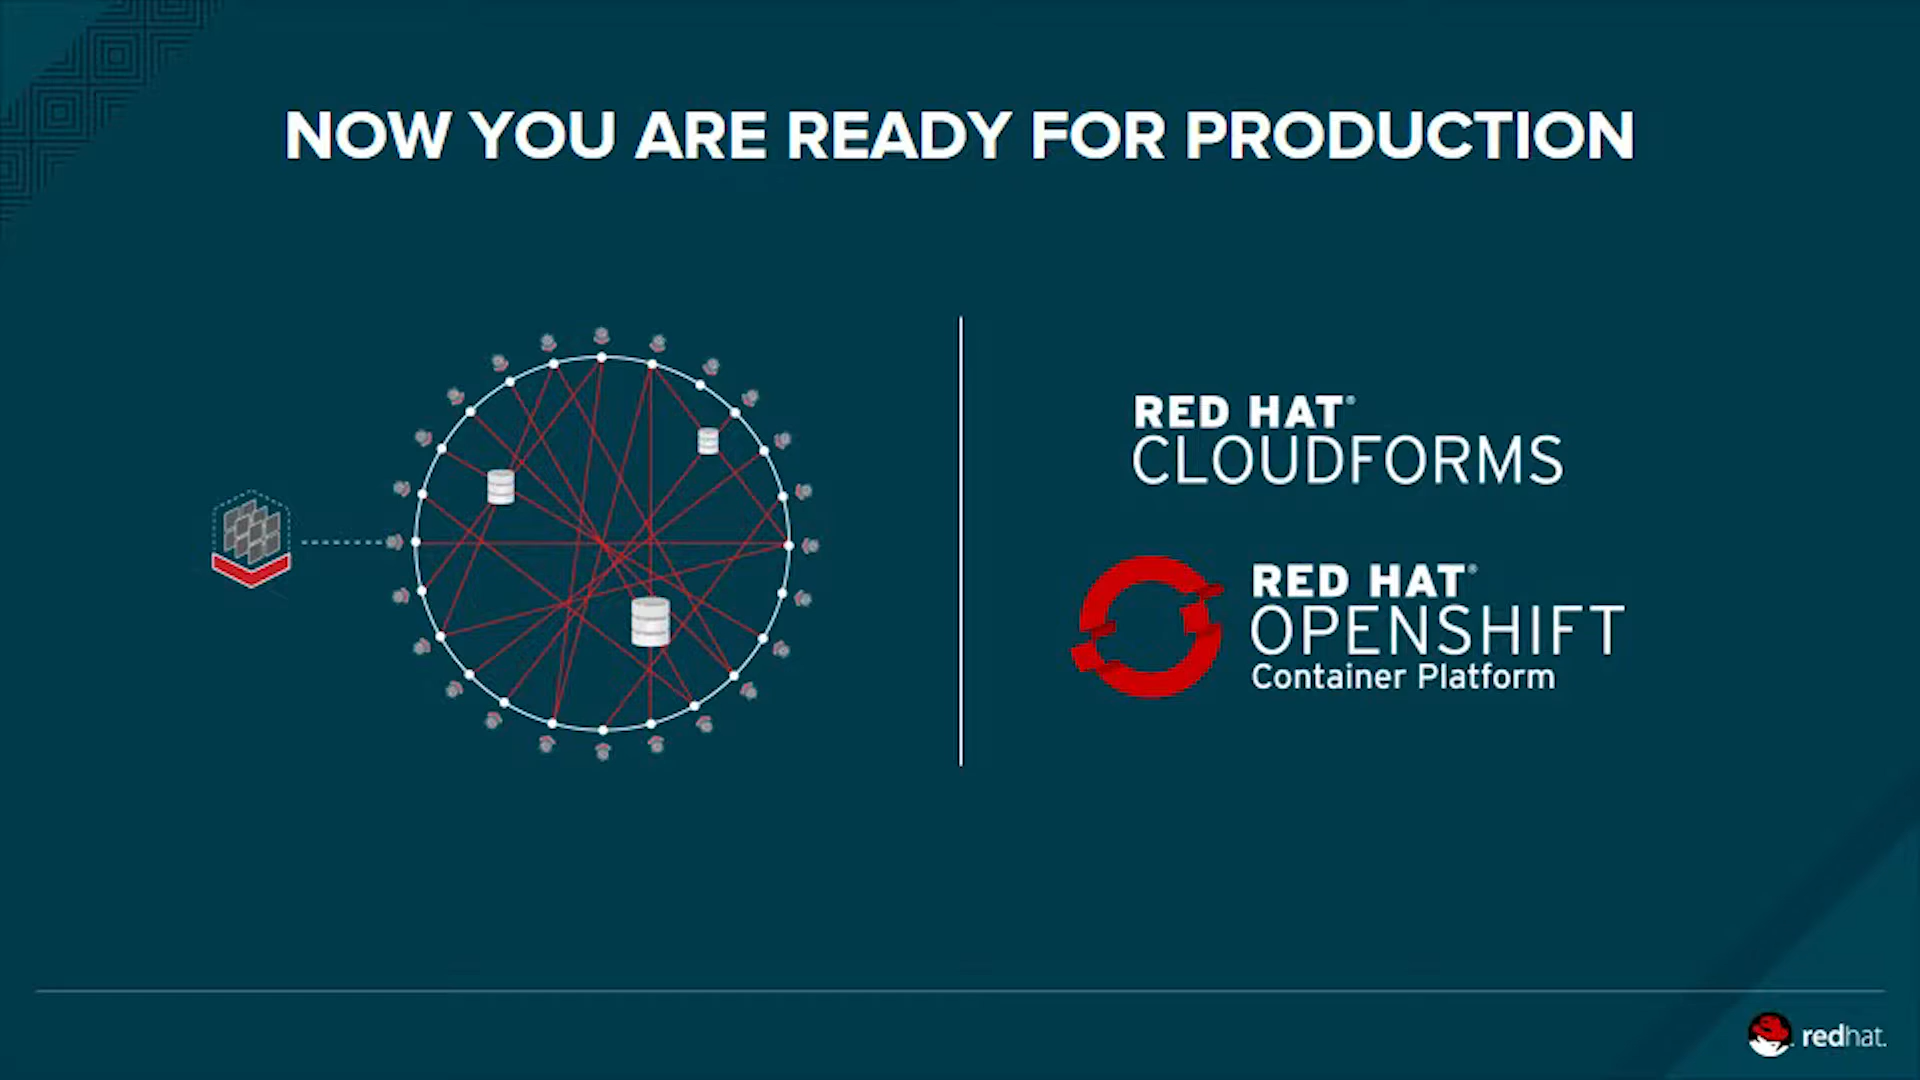 NOW YOU ARE READY FOR PRODUCTION
RED HAT®
CLOUDFORMS
RED HAT®
OPENSHIFT
Container Platform
redhat.